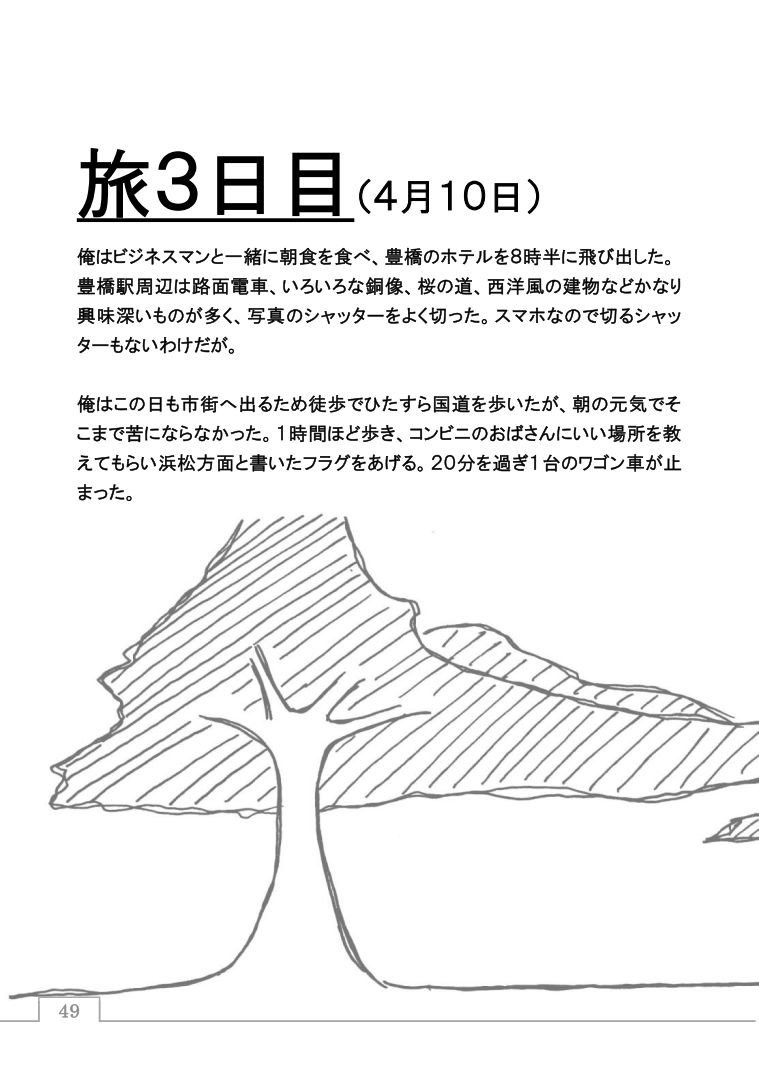 旅3日目(4月10日)
俺はビジネスマンと一緒に朝食を食べ、豊橋のホテルを8時半に飛び出した。
豊橋駅周辺は路面電車、いろいろな銅像、桜の道、西洋風の建物などかなり
興味深いものが多く、写真のシャッターをよく切った。スマホなので切るシャッ
ターもないわけだが。
俺はこの日も市街へ出るため徒歩でひたすら国道を歩いたが、朝の元気でそ
こまで苦にならなかった。1時間ほど歩き、コンビニのおばさんにいい場所を教
えてもらい浜松方面と書いたフラグをあげる。20分を過ぎ1台のワゴン車が止
まった。
49